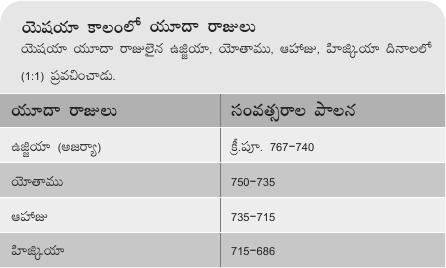 యెషయా కాలంలో యూదా రాజులు
యెషయా యూదా రాజులైన ఉజ్జియా, యోతాము, ఆహాజు, హిజ్కియా దినాలలో
(1:1) ప్రవచించాడు.
యూదా రాజులు సంవత్సరాల పాలన
ఉజ్జియా (అజర్యా) క్రీ.పూ. 767–740
యోతాము 750–735
ఆహాజు 735–715
హిజ్కియా 715–686